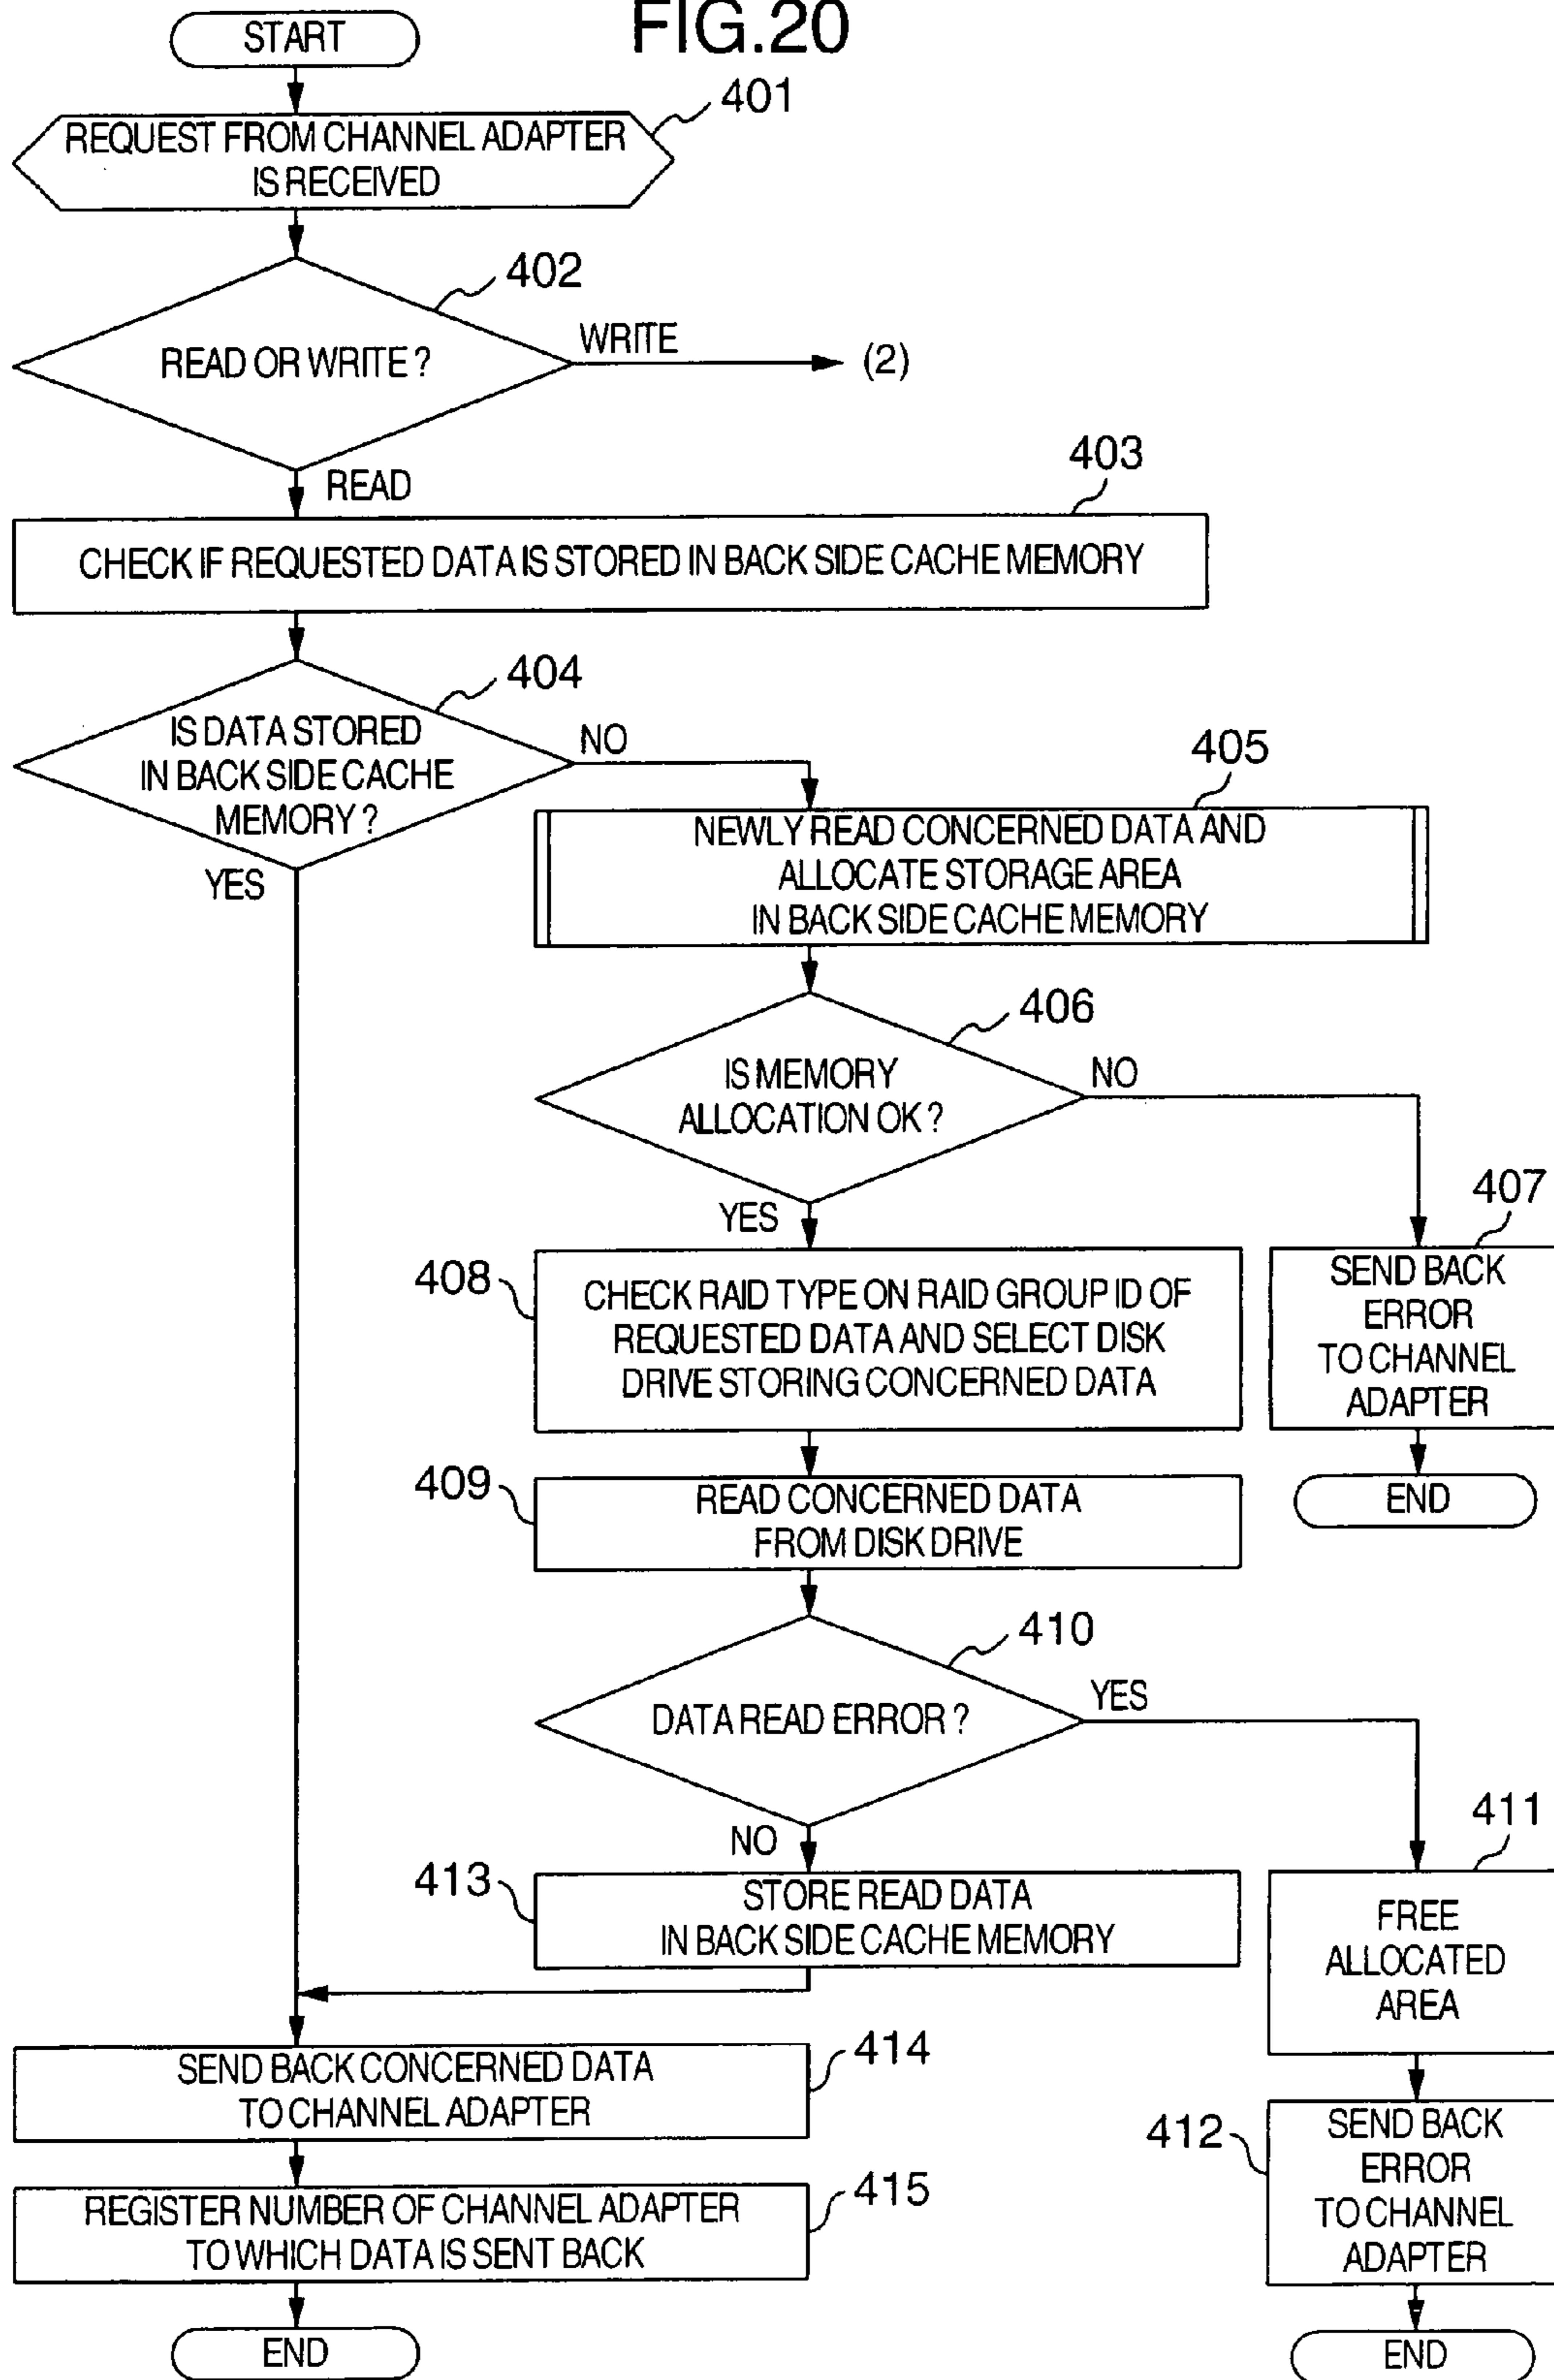 FIG.20
START
401
REQUEST FROM CHANNEL ADAPTER
IS RECEIVED
402
READ OR WRITE ?
WRITE
(2)
READ
403
CHECK IF REQUESTED DATA IS STORED IN BACK SIDE CACHE MEMORY
404
IS DATA STORED
IN BACK SIDE CACHE
MEMORY ?
NO
YES
405
NEWLY READ CONCERNED DATA AND
ALLOCATE STORAGE AREA
IN BACK SIDE CACHE MEMORY
406
IS MEMORY
ALLOCATION OK ?
NO
YES
407
SEND BACK
ERROR
TO CHANNEL
ADAPTER
END
408
CHECK RAID TYPE ON RAID GROUP ID OF
REQUESTED DATA AND SELECT DISK
DRIVE STORING CONCERNED DATA
409
READ CONCERNED DATA
FROM DISK DRIVE
410
DATA READ ERROR ?
YES
NO
411
FREE
ALLOCATED
AREA
413
STORE READ DATA
IN BACK SIDE CACHE MEMORY
414
SEND BACK CONCERNED DATA
TO CHANNEL ADAPTER
412
SEND BACK
ERROR
TO CHANNEL
ADAPTER
END
415
REGISTER NUMBER OF CHANNEL ADAPTER
TO WHICH DATA IS SENT BACK
END